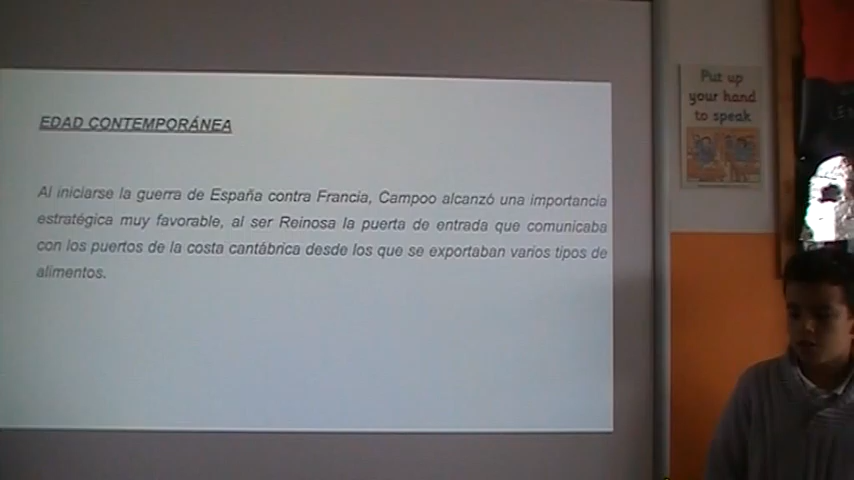 EDAD CONTEMPORÁNEA
Al iniciarse la guerra de España contra Francia, Campoo alcanzó una importancia
estratégica muy favorable, al ser Reinosa la puerta de entrada que comunicaba
con los puertos de la costa cantábrica desde los que se exportaban varios tipos de
alimentos.
Put up
your hand
to speak